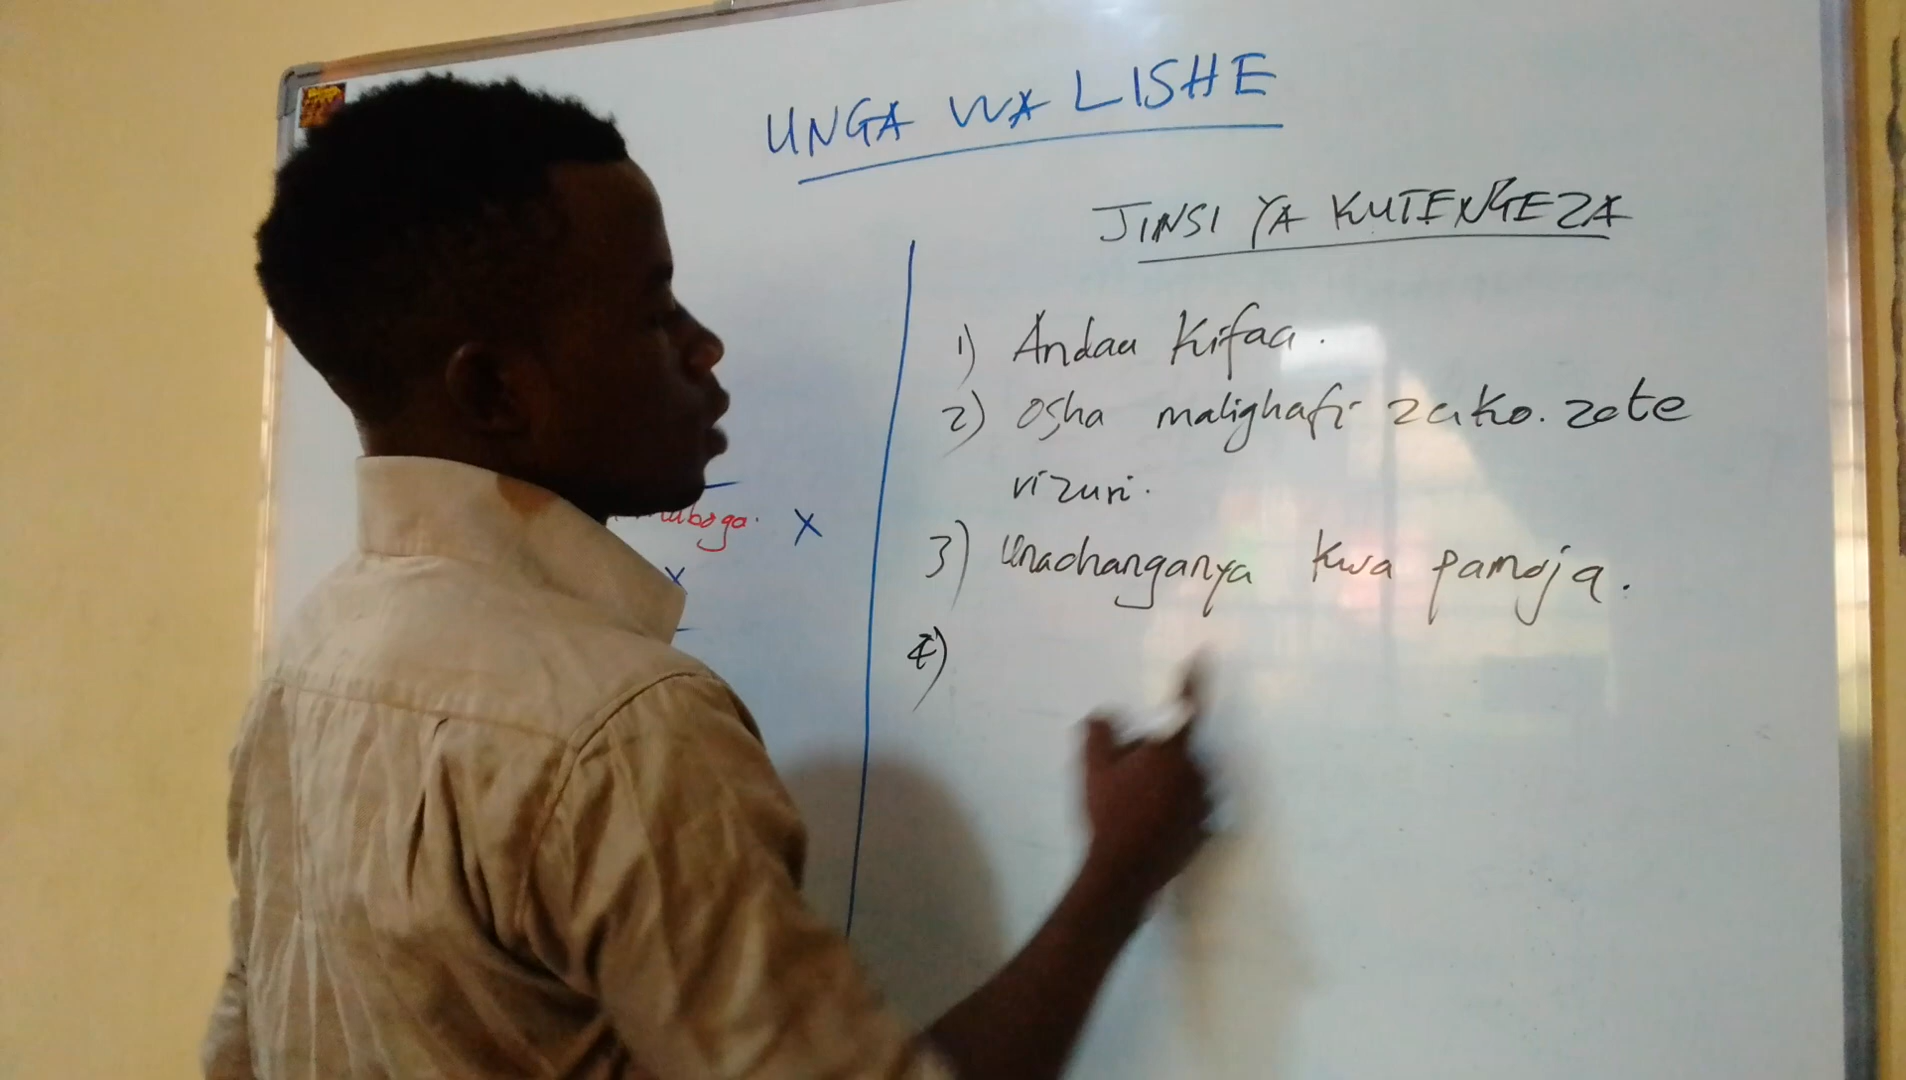 UNGA WA LISHE
JINSI YA KUTENGEZA
1) Andaa Kifaa.
2) Osha malighafi zako. zote
vizuri.
3) Unachanganya kwa pamoja.
4)
maboga.
X
X